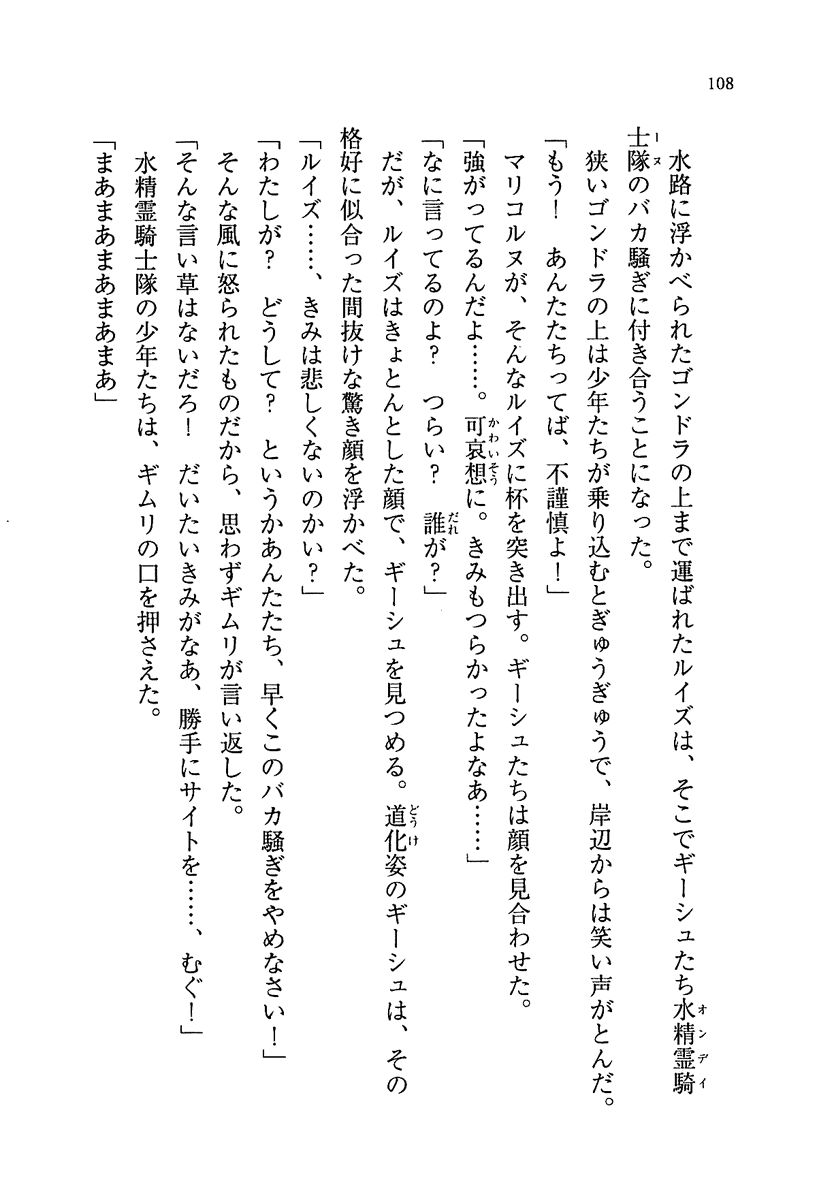 108
水路に浮かべられたゴンドラの上まで運ばれたルイズは、そこでギーシュたち水精霊騎
士隊のバカ騒ぎに付き合うことになった。
狭いゴンドラの上は少年たちが乗り込むとぎゅうぎゅうで、岸辺からは笑い声がとんだ。
「もう！　あんたたちってば、不謹慎よ！」
マリコルヌが、そんなルイズに杯を突き出す。ギーシュたちは顔を見合わせた。
「強がってるんだよ……。可哀想に。きみもつらかったよなあ……」
「なに言ってるのよ？　つらい？　誰が？」
だが、ルイズはきょとんとした顔で、ギーシュを見つめる。道化姿のギーシュは、その
格好に似合った間抜けな驚き顔を浮かべた。
「ルイズ……、きみは悲しくないのかい？」
「わたしが？　どうして？　というかあんたたち、早くこのバカ騒ぎをやめなさい！」
そんな風に怒られたものだから、思わずギムリが言い返した。
「そんな言い草はないだろ！　だいたいきみがなあ、勝手にサイトを……、むぐ！」
水精霊騎士隊の少年たちは、ギムリの口を押さえた。
「まあまあまあまあまあ」